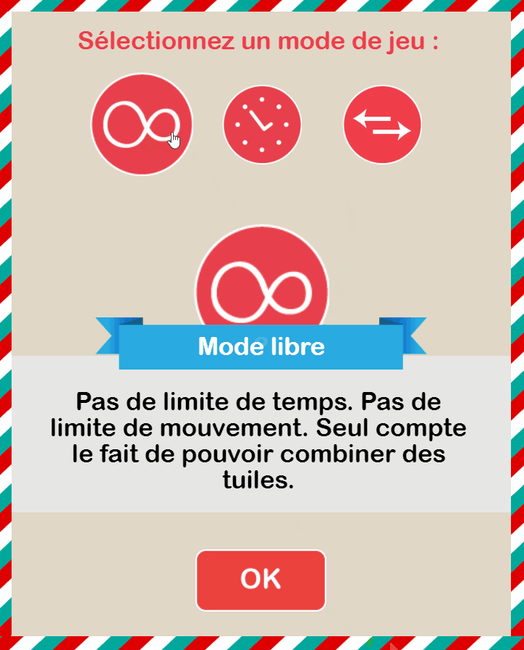 Sélectionnez un mode de jeu :
Mode libre
Pas de limite de temps. Pas de
limite de mouvement. Seul compte
le fait de pouvoir combiner des
tuiles.
OK